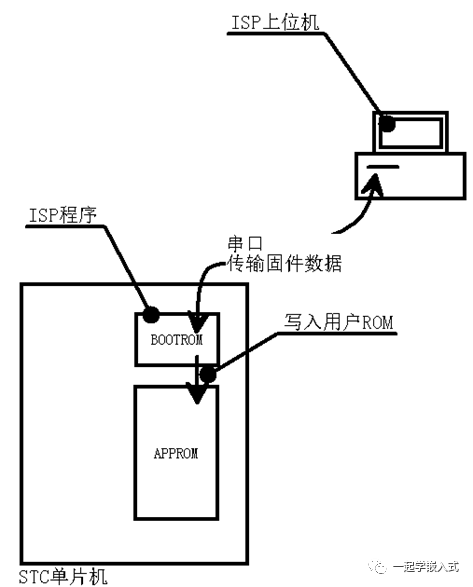 ISP上位机
ISP程序
串口
传输固件数据
写入用户ROM
BOOTROM
APPROM
STC单片机
一起学嵌入式